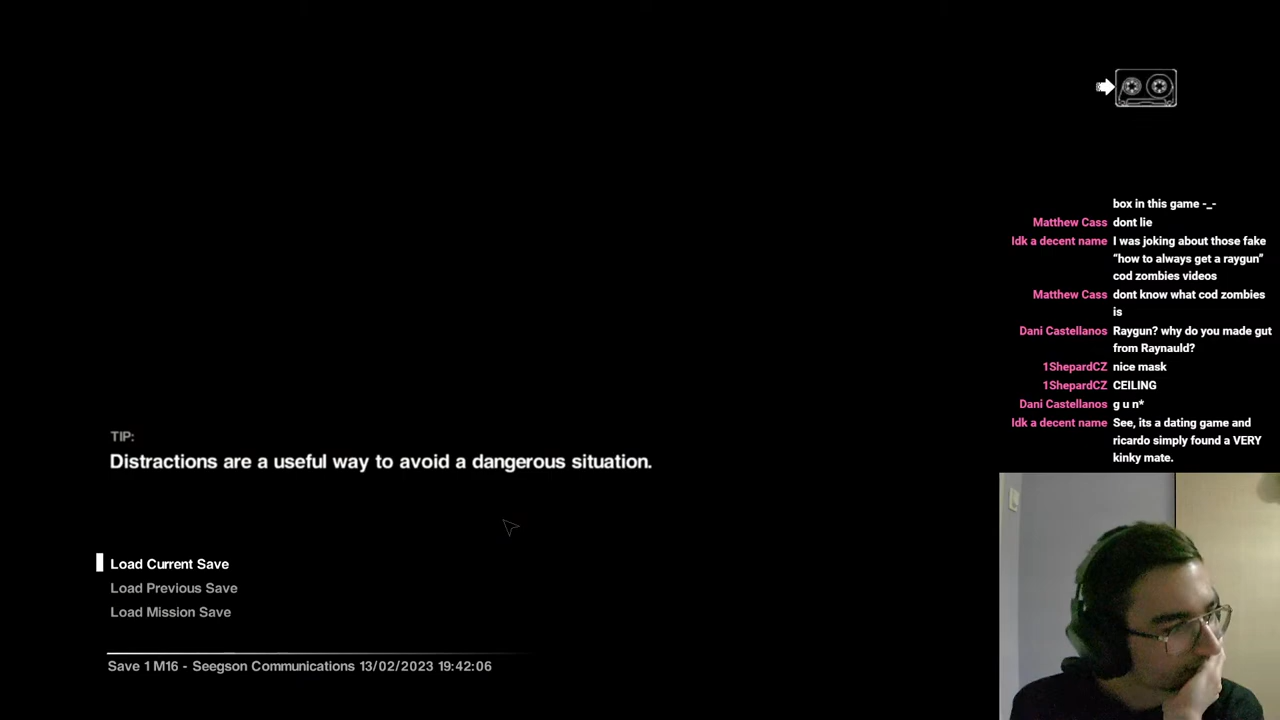 box in this game -_-
Matthew Cass dont lie
Idk a decent name I was joking about those fake
“how to always get a raygun”
cod zombies videos
Matthew Cass dont know what cod zombies
is
Dani Castellanos Raygun? why do you made gut
from Raynauld?
1ShepardCZ nice mask
1ShepardCZ CEILING
Dani Castellanos g u n*
Idk a decent name See, its a dating game and
ricardo simply found a VERY
kinky mate.
TIP:
Distractions are a useful way to avoid a dangerous situation.
Load Current Save
Load Previous Save
Load Mission Save
Save 1 M16 - Seegson Communications 13/02/2023 19:42:06